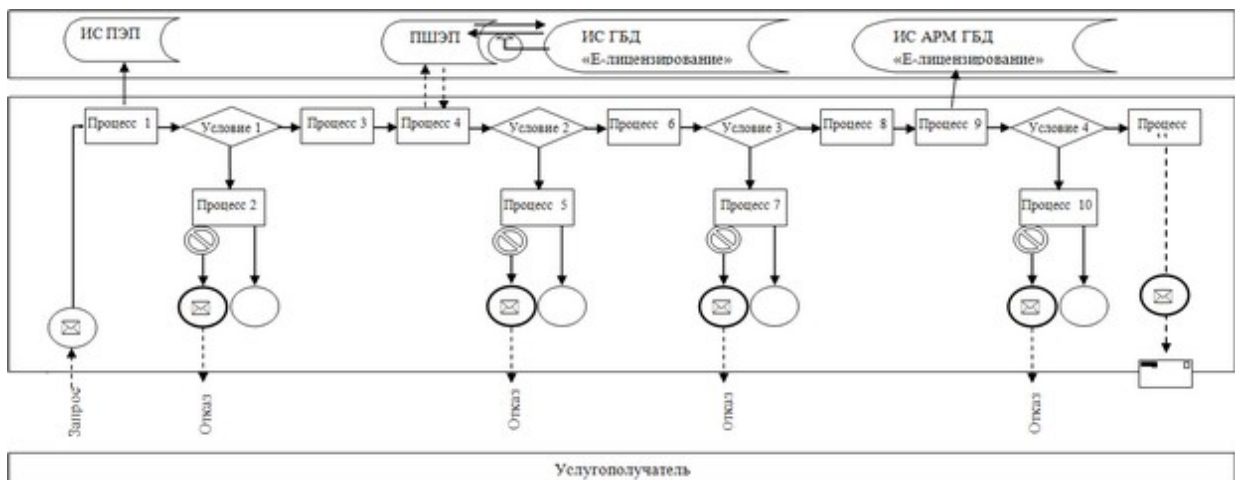 ИС ПЭП
ПШЭП
ИС ГБД
«Е-лицензирование»
ИС АРМ ГБД
«Е-лицензирование»
Процесс 1
Условие 1
Процесс 3
Процесс 4
Условие 2
Процесс 6
Условие 3
Процесс 8
Процесс 9
Условие 4
Процесс
Процесс 2
Процесс 5
Процесс 7
Процесс 10
Запрос
Отказ
Отказ
Отказ
Отказ
Услугополучатель